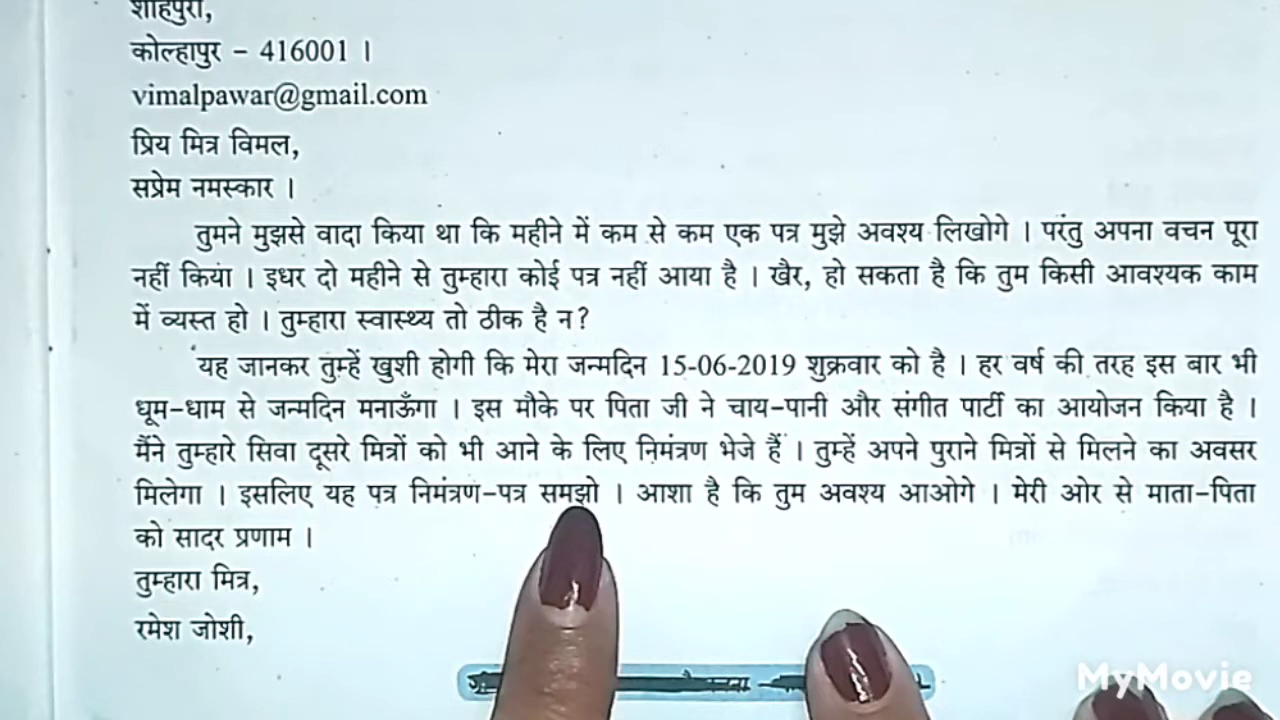 शाहपुरी,
कोल्हापुर - 416001 ।
vimalpawar@gmail.com
प्रिय मित्र विमल,
सप्रेम नमस्कार ।
तुमने मुझसे वादा किया था कि महीने में कम से कम एक पत्र मुझे अवश्य लिखोगे । परंतु अपना वचन पूरा
नहीं किया । इधर दो महीने से तुम्हारा कोई पत्र नहीं आया है । खैर, हो सकता है कि तुम किसी आवश्यक काम
में व्यस्त हो । तुम्हारा स्वास्थ्य तो ठीक है न?
यह जानकर तुम्हें खुशी होगी कि मेरा जन्मदिन 15-06-2019 शुक्रवार को है । हर वर्ष की तरह इस बार भी
धूम-धाम से जन्मदिन मनाऊँगा । इस मौके पर पिता जी ने चाय-पानी और संगीत पार्टी का आयोजन किया है ।
मैंने तुम्हारे सिवा दूसरे मित्रों को भी आने के लिए निमंत्रण भेजे हैं । तुम्हें अपने पुराने मित्रों से मिलने का अवसर
मिलेगा । इसलिए यह पत्र निमंत्रण-पत्र समझो । आशा है कि तुम अवश्य आओगे । मेरी ओर से माता-पिता
को सादर प्रणाम ।
तुम्हारा मित्र,
रमेश जोशी,
MyMovie